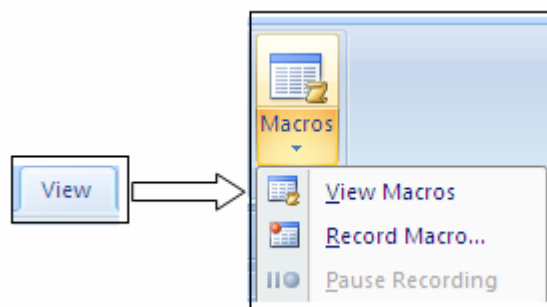 Macros
View
View Macros
Record Macro...
Pause Recording